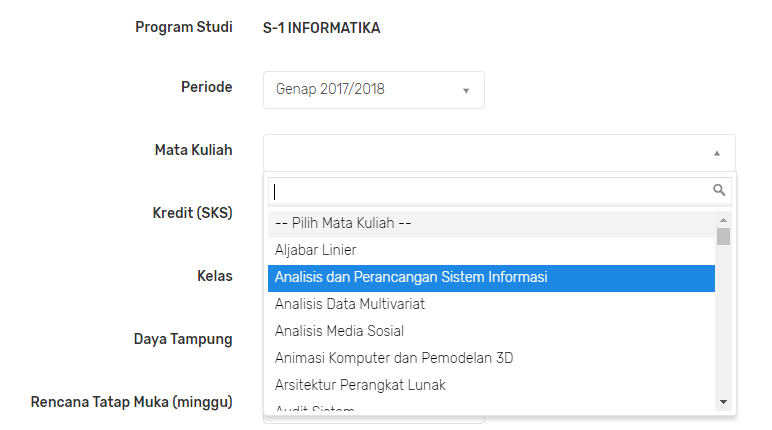 Program Studi S-1 INFORMATIKA
Periode Genap 2017/2018
Mata Kuliah
Kredit (SKS)
-- Pilih Mata Kuliah --
Aljabar Linier
Kelas
Analisis dan Perancangan Sistem Informasi
Analisis Data Multivariat
Daya Tampung
Analisis Media Sosial
Animasi Komputer dan Pemodelan 3D
Arsitektur Perangkat Lunak
Rencana Tatap Muka (minggu)
Audit Sistem